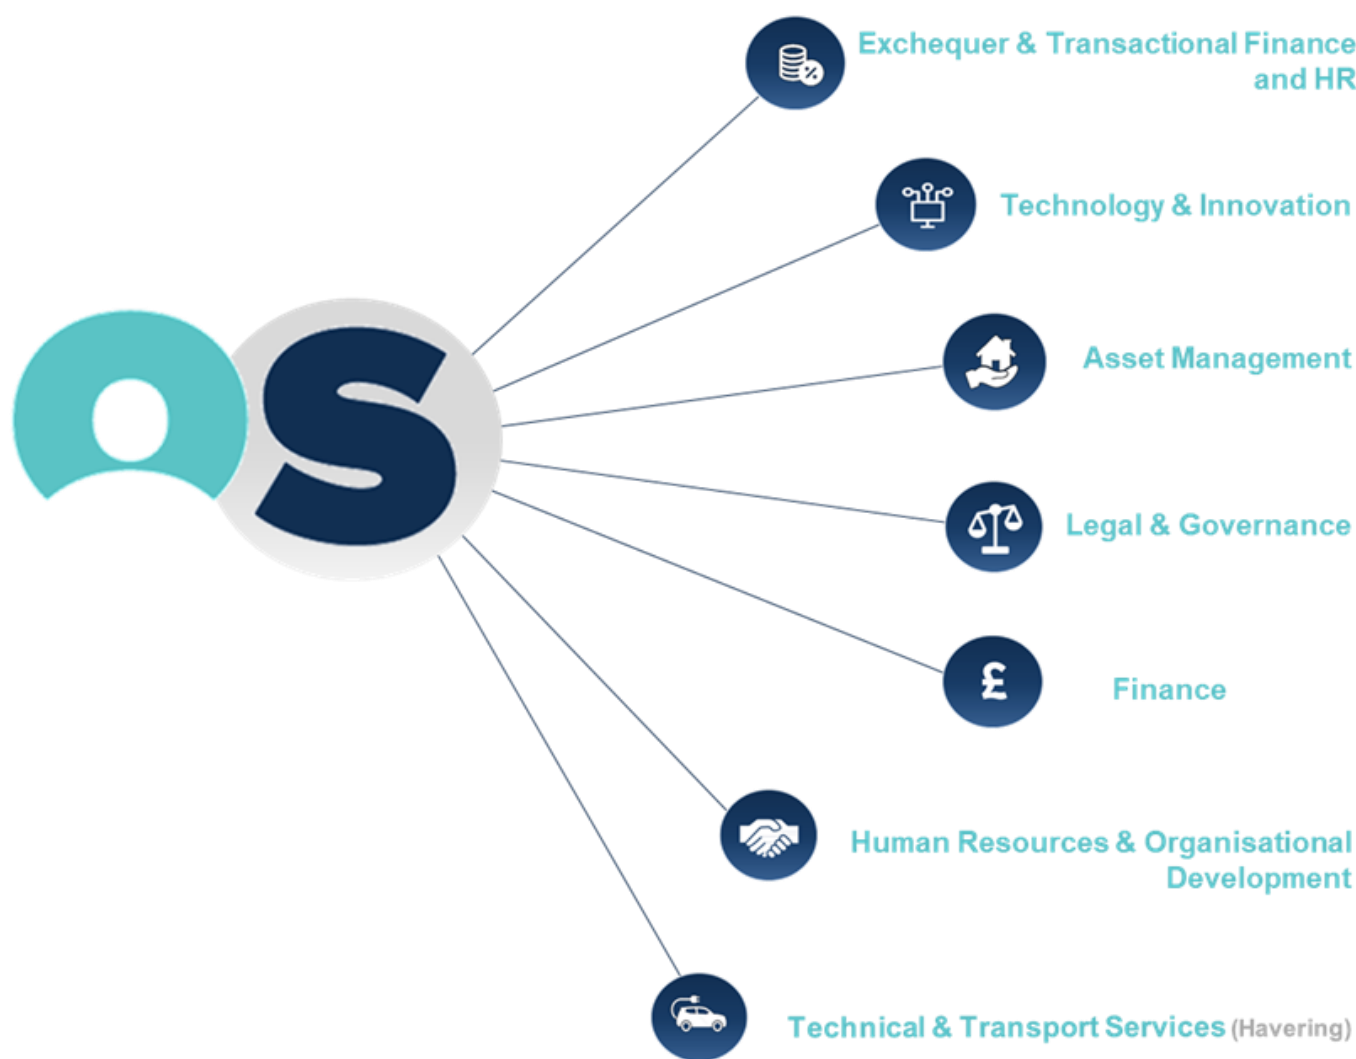 Exchequer & Transactional Finance
and HR
Technology & Innovation
OS
Asset Management
Legal & Governance
£
Finance
Human Resources & Organisational
Development
Technical & Transport Services (Havering)